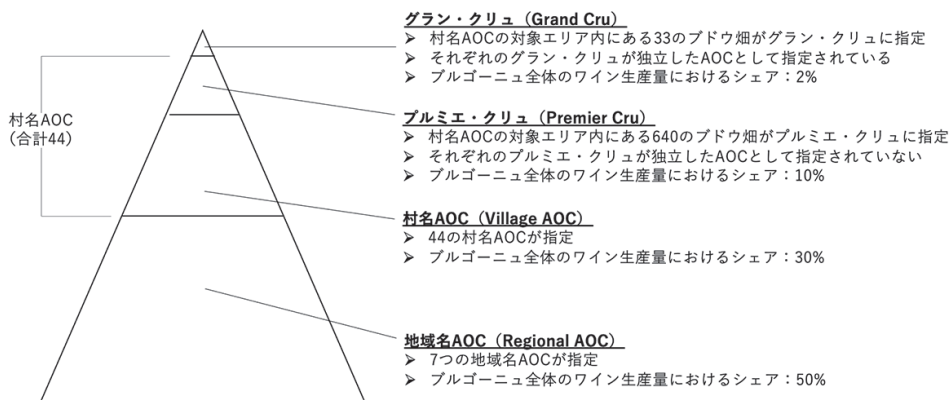 グラン・クリュ（Grand Cru）
➢ 村名AOCの対象エリア内にある33のブドウ畑がグラン・クリュに指定
➢ それぞれのグラン・クリュが独立したAOCとして指定されている
➢ ブルゴーニュ全体のワイン生産量におけるシェア：2%
プルミエ・クリュ（Premier Cru）
➢ 村名AOCの対象エリア内にある640のブドウ畑がプルミエ・クリュに指定
➢ それぞれのプルミエ・クリュが独立したAOCとして指定されていない
➢ ブルゴーニュ全体のワイン生産量におけるシェア：10%
村名AOC
（合計44）
村名AOC（Village AOC）
➢ 44の村名AOCが指定
➢ ブルゴーニュ全体のワイン生産量におけるシェア：30%
地域名AOC（Regional AOC）
➢ 7つの地域名AOCが指定
➢ ブルゴーニュ全体のワイン生産量におけるシェア：50%